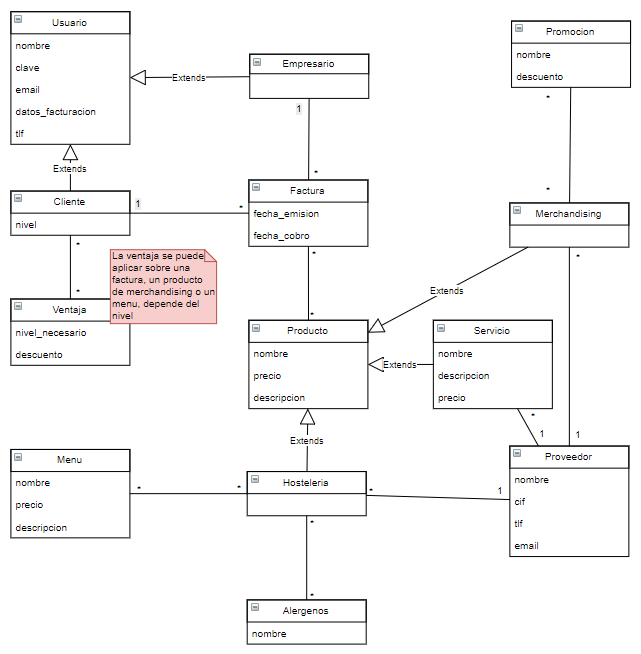 Usuario
nombre
clave
email
datos_facturacion
tlf
Extends
Empresario
Promocion
nombre
descuento
*
1
Extends
Cliente
nivel
1
*
*
Factura
fecha_emision
fecha_cobro
*
Merchandising
*
*
*
*
Ventaja
nivel_necesario
descuento
La ventaja se puede
aplicar sobre una
factura, un producto
de merchandising o un
menu, depende del
nivel
Extends
*
Producto
nombre
precio
descripcion
Extends
Servicio
nombre
descripcion
precio
*
1
1
Extends
Menu
nombre
precio
descripcion
*
*
Hosteleria
*
1
Proveedor
nombre
cif
tlf
email
*
*
Alergenos
nombre